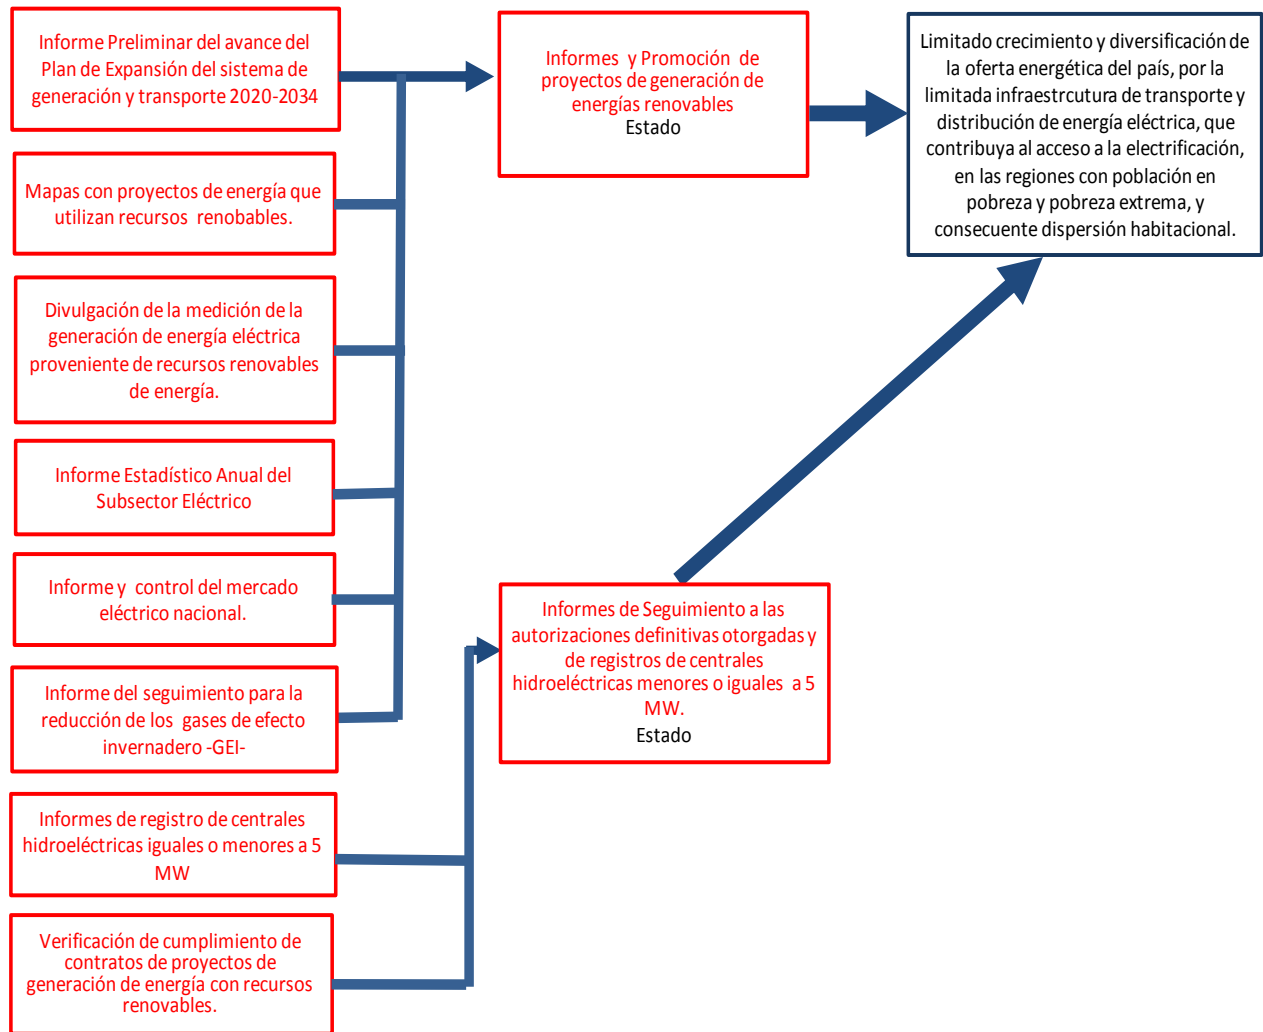 Informe Preliminar del avance del
Plan de Expansión del sistema de
generación y transporte 2020-2034
Mapas con proyectos de energía que
utilizan recursos renobables.
Divulgación de la medición de la
generación de energía eléctrica
proveniente de recursos renovables
de energía.
Informe Estadístico Anual del
Subsector Eléctrico
Informe y control del mercado
eléctrico nacional.
Informe del seguimiento para la
reducción de los gases de efecto
invernadero -GEI-
Informes de registro de centrales
hidroeléctricas iguales o menores a 5
MW
Verificación de cumplimiento de
contratos de proyectos de
generación de energía con recursos
renovables.
Informes y Promoción de
proyectos de generación de
energías renovables
Estado
Informes de Seguimiento a las
autorizaciones definitivas otorgadas y
de registros de centrales
hidroeléctricas menores o iguales a 5
MW.
Estado
Limitado crecimiento y diversificación de
la oferta energética del país, por la
limitada infraestrcutura de transporte y
distribución de energía eléctrica, que
contribuya al acceso a la electrificación,
en las regiones con población en
pobreza y pobreza extrema, y
consecuente dispersión habitacional.